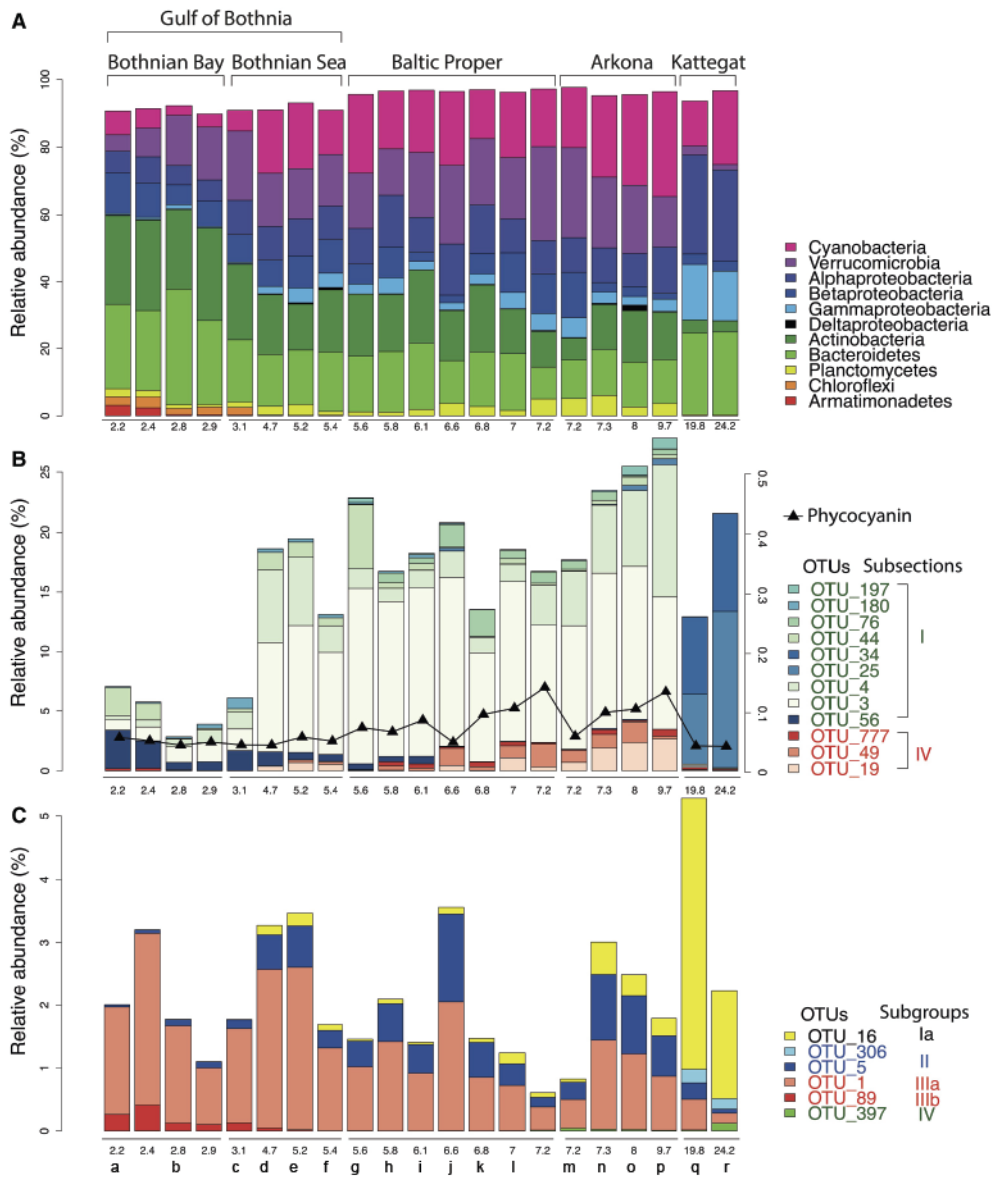 A
Gulf of Bothnia
Bothnian Bay Bothnian Sea Baltic Proper Arkona Kattegat
Relative abundance (%)
100
80
60
40
20
0
2.2 2.4 2.8 2.9 3.1 4.7 5.2 5.4 5.6 5.8 6.1 6.6 6.8 7 7.2 7.2 7.3 8 9.7 19.8 24.2
Cyanobacteria
Verrucomicrobia
Alphaproteobacteria
Betaproteobacteria
Gammaproteobacteria
Deltaproteobacteria
Actinobacteria
Bacteroidetes
Planctomycetes
Chloroflexi
Armatimonadetes
B
Relative abundance (%)
25
20
15
10
5
0
0.5
0.4
0.3
0.2
0.1
0
2.2 2.4 2.8 2.9 3.1 4.7 5.2 5.4 5.6 5.8 6.1 6.6 6.8 7 7.2 7.2 7.3 8 9.7 19.8 24.2
Phycocyanin
OTUs Subsections
OTU_197
OTU_180
OTU_76
OTU_44 I
OTU_34
OTU_25
OTU_4
OTU_3
OTU_56
OTU_777
OTU_49 IV
OTU_19
C
Relative abundance (%)
5
4
3
2
1
0
2.2 2.4 2.8 2.9 3.1 4.7 5.2 5.4 5.6 5.8 6.1 6.6 6.8 7 7.2 7.2 7.3 8 9.7 19.8 24.2
a b c d e f g h i j k l m n o p q r
OTUs Subgroups
OTU_16 Ia
OTU_306
OTU_5 II
OTU_1 IIIa
OTU_89 IIIb
OTU_397 IV